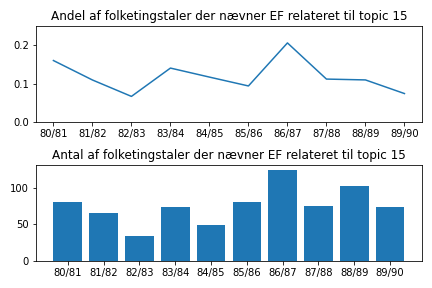 Andel af folketingstaler der nævner EF relateret til topic 15
0.2
0.1
0.0
80/81 81/82 82/83 83/84 84/85 85/86 86/87 87/88 88/89 89/90
Antal af folketingstaler der nævner EF relateret til topic 15
100
50
0
80/81 81/82 82/83 83/84 84/85 85/86 86/87 87/88 88/89 89/90